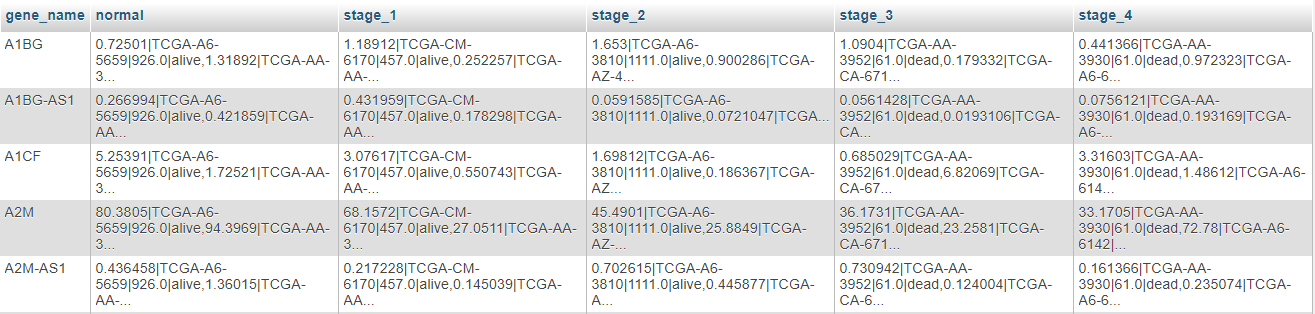 gene_name normal stage_1 stage_2 stage_3 stage_4
A1BG 0.72501|TCGA-A6- 1.18912|TCGA-CM- 1.653|TCGA-A6- 1.0904|TCGA-AA- 0.441366|TCGA-AA-
5659|926.0|alive,1.31892|TCGA-AA- 6170|457.0|alive,0.252257|TCGA- 3810|1111.0|alive,0.900286|TCGA- 3952|61.0|dead,0.179332|TCGA- 3930|61.0|dead,0.972323|TCGA-
3... AA-... AZ-4... CA-671... A6-6...
A1BG-AS1 0.266994|TCGA-A6- 0.431959|TCGA-CM- 0.0591585|TCGA-A6- 0.0561428|TCGA-AA- 0.0756121|TCGA-AA-
5659|926.0|alive,0.421859|TCGA- 6170|457.0|alive,0.178298|TCGA- 3810|1111.0|alive,0.0721047|TCGA... 3952|61.0|dead,0.0193106|TCGA- 3930|61.0|dead,0.193169|TCGA-
AA... AA... CA... A6-...
A1CF 5.25391|TCGA-A6- 3.07617|TCGA-CM- 1.69812|TCGA-A6- 0.685029|TCGA-AA- 3.31603|TCGA-AA-
5659|926.0|alive,1.72521|TCGA-AA- 6170|457.0|alive,0.550743|TCGA- 3810|1111.0|alive,0.186367|TCGA- 3952|61.0|dead,6.82069|TCGA- 3930|61.0|dead,1.48612|TCGA-A6-
3... AA-... AZ... CA-67... 614...
A2M 80.3805|TCGA-A6- 68.1572|TCGA-CM- 45.4901|TCGA-A6- 36.1731|TCGA-AA- 33.1705|TCGA-AA-
5659|926.0|alive,94.3969|TCGA-AA- 6170|457.0|alive,27.0511|TCGA-AA- 3810|1111.0|alive,25.8849|TCGA- 3952|61.0|dead,23.2581|TCGA- 3930|61.0|dead,72.78|TCGA-A6-
3... 3... AZ-... CA-671... 6142|...
A2M-AS1 0.436458|TCGA-A6- 0.217228|TCGA-CM- 0.702615|TCGA-A6- 0.730942|TCGA-AA- 0.161366|TCGA-AA-
5659|926.0|alive,1.36015|TCGA- 6170|457.0|alive,0.145039|TCGA- 3810|1111.0|alive,0.445877|TCGA- 3952|61.0|dead,0.124004|TCGA- 3930|61.0|dead,0.235074|TCGA-
AA-... AA... A... CA-6... A6-6...